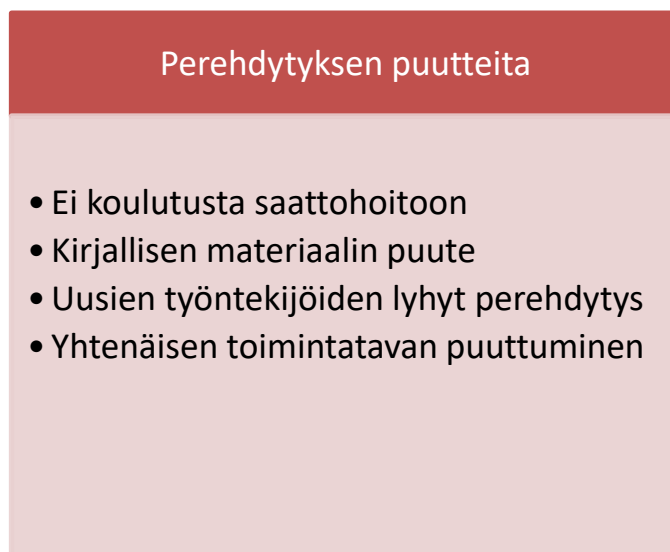 Perehdytyksen puutteita
• Ei koulutusta saattohoitoon
• Kirjallisen materiaalin puute
• Uusien työntekijöiden lyhyt perehdytys
• Yhtenäisen toimintatavan puuttuminen